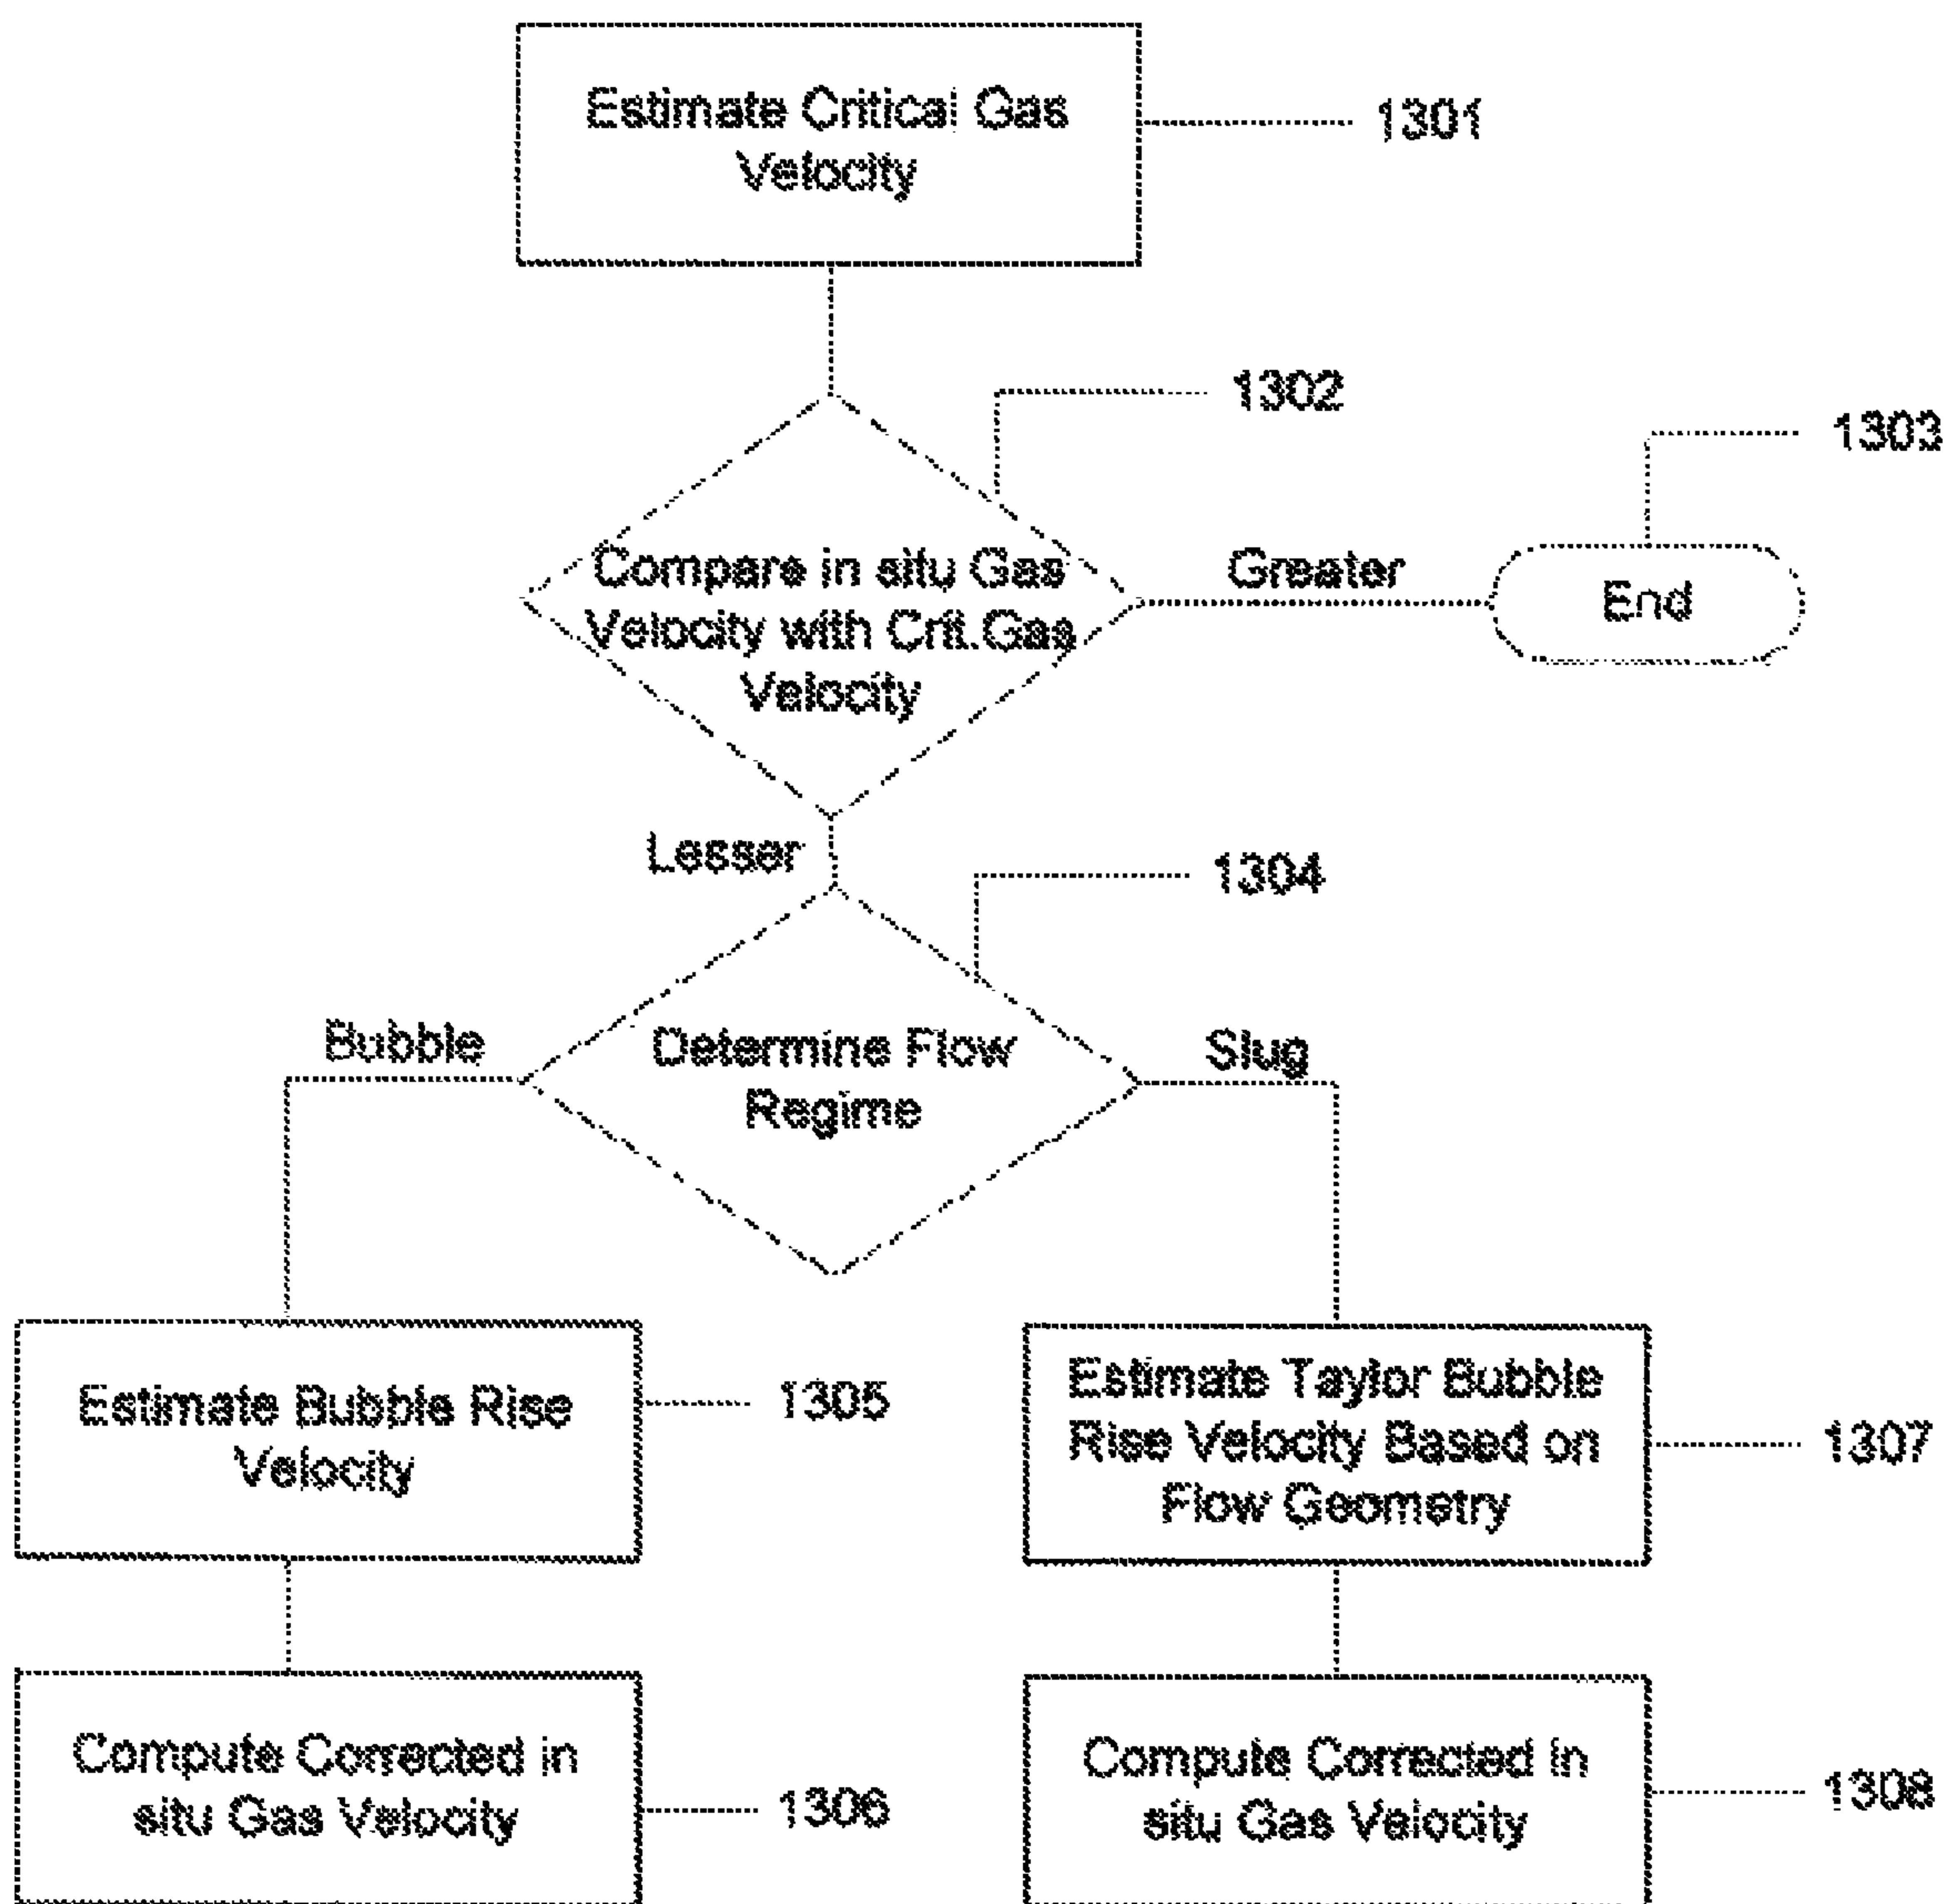 Estimate Critical Gas
Velocity
1301
1302
1303
Compare in situ Gas
Velocity with Crit.Gas
Velocity
Greater
End
Lesser
1304
Bubble
Determine Flow
Regime
Slug
Estimate Bubble Rise
Velocity
1305
Estimate Taylor Bubble
Rise Velocity Based on
Flow Geometry
1307
Compute Corrected in
situ Gas Velocity
1306
Compute Corrected in
situ Gas Velocity
1308